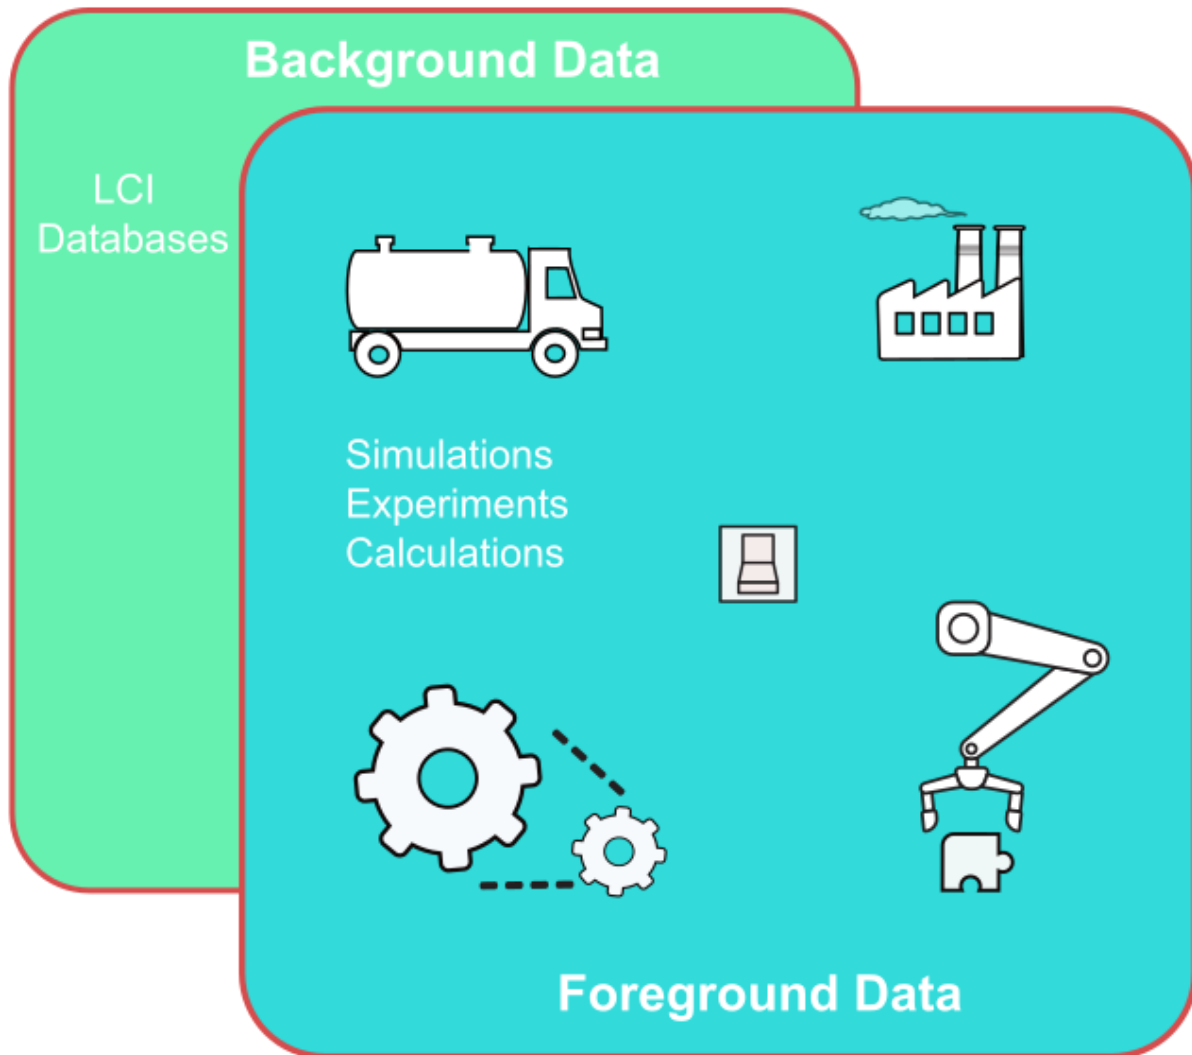 Background Data
LCI
Databases
Simulations
Experiments
Calculations
Foreground Data